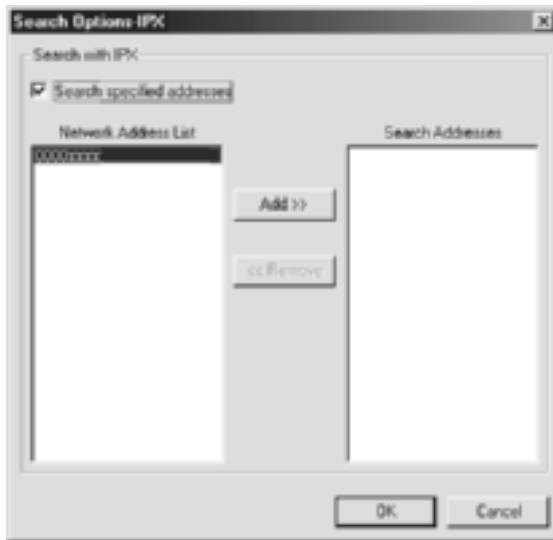 Search Options-IPX
Search with IPX
Search specified addresses
Network Address List
Search Addresses
Add >>
<< Remove
OK
Cancel